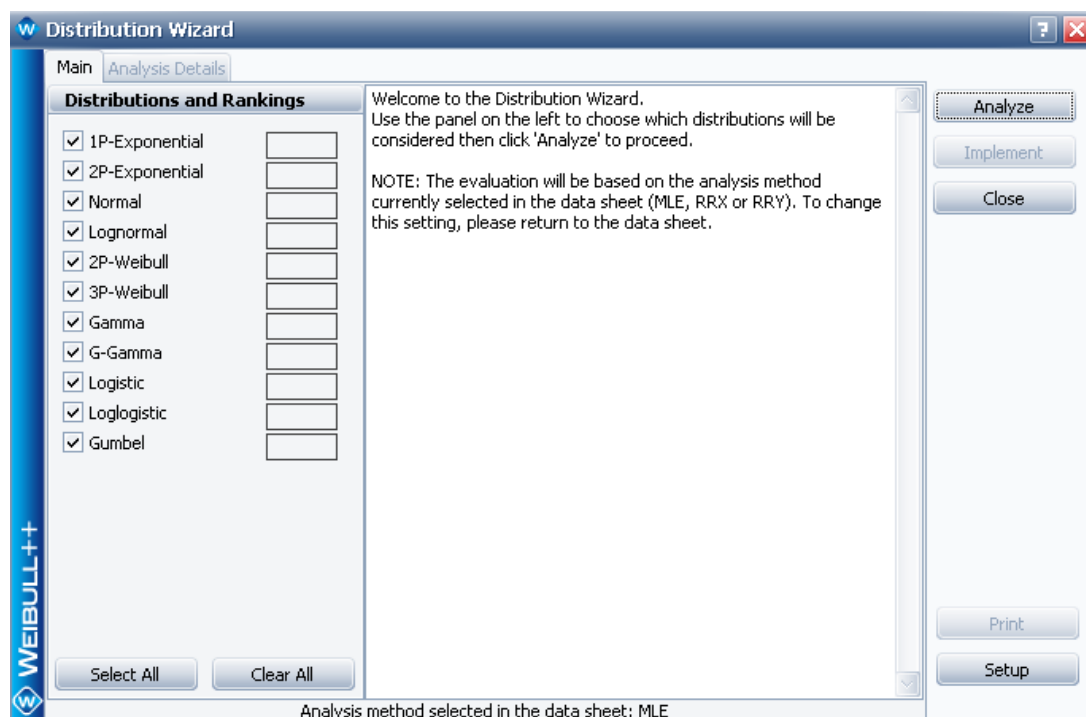 Distribution Wizard
Main Analysis Details
Distributions and Rankings
1P-Exponential
2P-Exponential
Normal
Lognormal
2P-Weibull
3P-Weibull
Gamma
G-Gamma
Logistic
Loglogistic
Gumbel
Select All Clear All
Welcome to the Distribution Wizard.
Use the panel on the left to choose which distributions will be
considered then click 'Analyze' to proceed.
NOTE: The evaluation will be based on the analysis method
currently selected in the data sheet (MLE, RRX or RRY). To change
this setting, please return to the data sheet.
Analyze
Implement
Close
Print
Setup
WEIBULL++
Analysis method selected in the data sheet: MLE